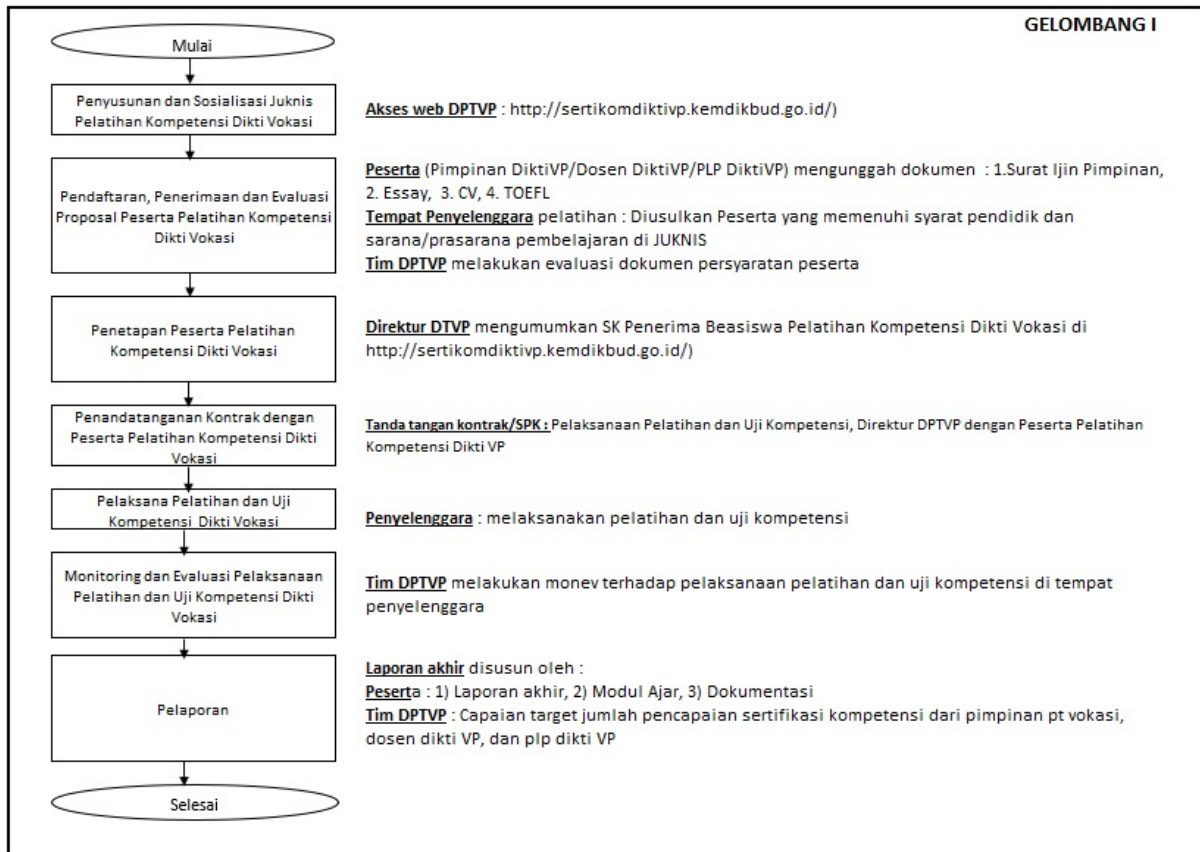 GELOMBANG I
Mulai
Penyusunan dan Sosialisasi Juknis
Pelatihan Kompetensi Dikti Vokasi
Akses web DPTVP : http://sertikomdiktivp.kemdikbud.go.id/)
Pendaftaran, Penerimaan dan Evaluasi
Proposal Peserta Pelatihan Kompetensi
Dikti Vokasi
Peserta (Pimpinan DiktiVP/Dosen DiktiVP/PLP DiktiVP) mengunggah dokumen : 1.Surat Ijin Pimpinan,
2. Essay, 3. CV, 4. TOEFL
Tempat Penyelenggara pelatihan : Diusulkan Peserta yang memenuhi syarat pendidik dan
sarana/prasarana pembelajaran di JUKNIS
Tim DPTVP melakukan evaluasi dokumen persyaratan peserta
Penetapan Peserta Pelatihan
Kompetensi Dikti Vokasi
Direktur DTVP mengumumkan SK Penerima Beasiswa Pelatihan Kompetensi Dikti Vokasi di
http://sertikomdiktivp.kemdikbud.go.id/)
Penandatanganan Kontrak dengan
Peserta Pelatihan Kompetensi Dikti
Vokasi
Tanda tangan kontrak/SPK : Pelaksanaan Pelatihan dan Uji Kompetensi, Direktur DPTVP dengan Peserta Pelatihan
Kompetensi Dikti VP
Pelaksana Pelatihan dan Uji
Kompetensi Dikti Vokasi
Penyelenggara : melaksanakan pelatihan dan uji kompetensi
Monitoring dan Evaluasi Pelaksanaan
Pelatihan dan Uji Kompetensi Dikti
Vokasi
Tim DPTVP melakukan monev terhadap pelaksanaan pelatihan dan uji kompetensi di tempat
penyelenggara
Pelaporan
Laporan akhir disusun oleh :
Peserta : 1) Laporan akhir, 2) Modul Ajar, 3) Dokumentasi
Tim DPTVP : Capaian target jumlah pencapaian sertifikasi kompetensi dari pimpinan pt vokasi,
dosen dikti VP, dan plp dikti VP
Selesai